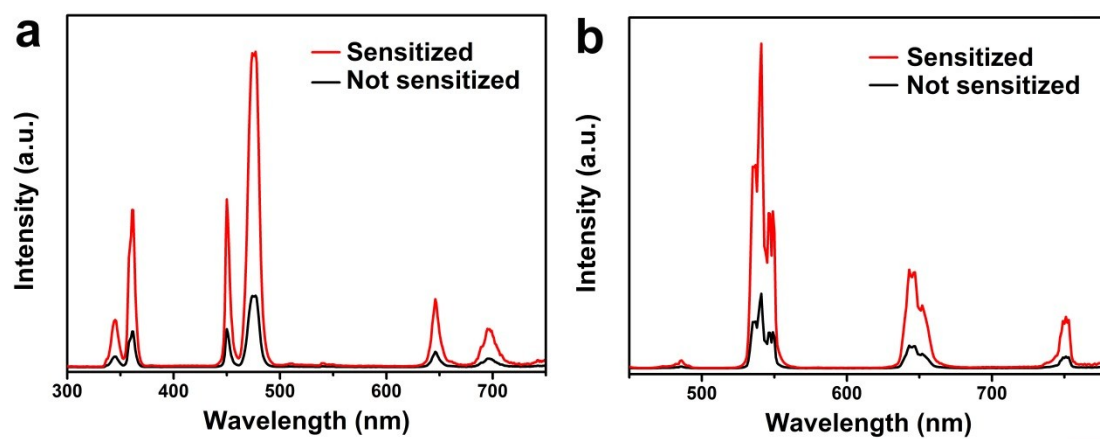 a
Sensitized
Not sensitized
Intensity (a.u.)
300 400 500 600 700
Wavelength (nm)
b
Sensitized
Not sensitized
Intensity (a.u.)
500 600 700
Wavelength (nm)